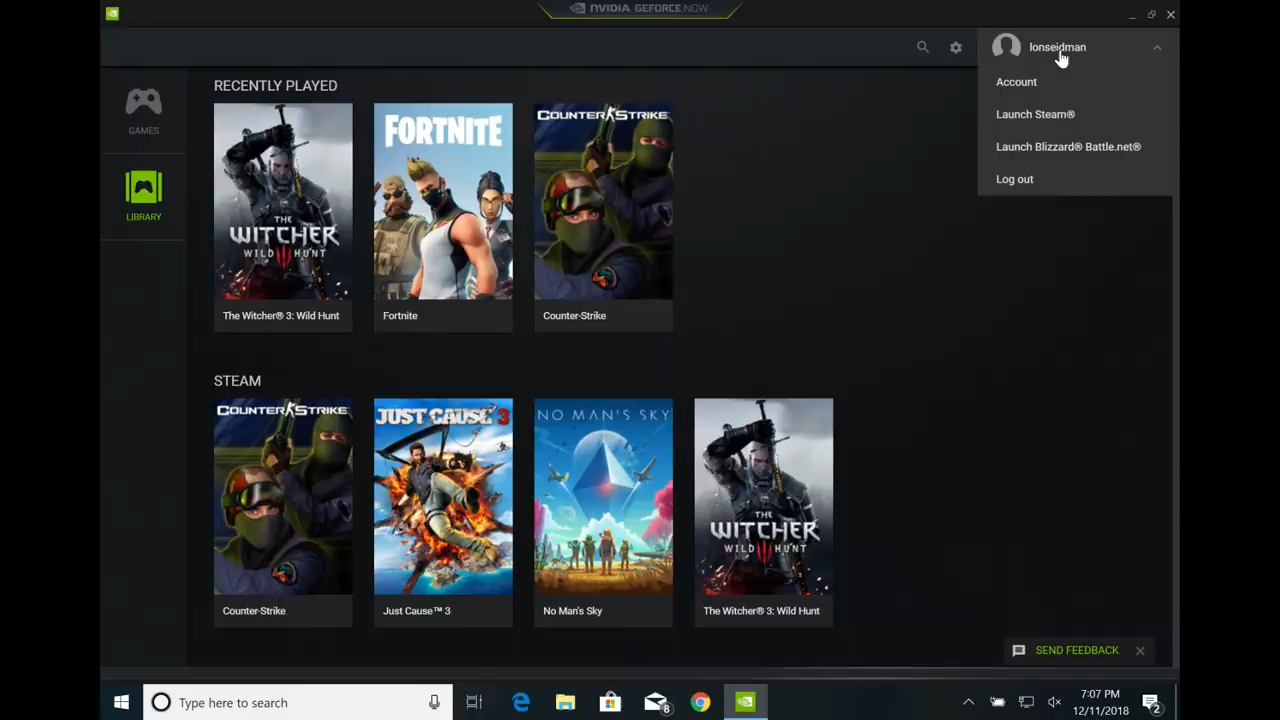 NVIDIA GEFORCE NOW
lonseidman
Account
Launch Steam®
Launch Blizzard® Battle.net®
Log out
GAMES
LIBRARY
RECENTLY PLAYED
THE WITCHER WILD HUNT
FORTNITE
COUNTER-STRIKE
The Witcher® 3: Wild Hunt
Fortnite
Counter-Strike
STEAM
COUNTER-STRIKE
JUST CAUSE 3
NO MAN'S SKY
THE WITCHER WILD HUNT
Counter-Strike
Just Cause™ 3
No Man's Sky
The Witcher® 3: Wild Hunt
SEND FEEDBACK
Type here to search
8
7:07 PM
12/11/2018
2